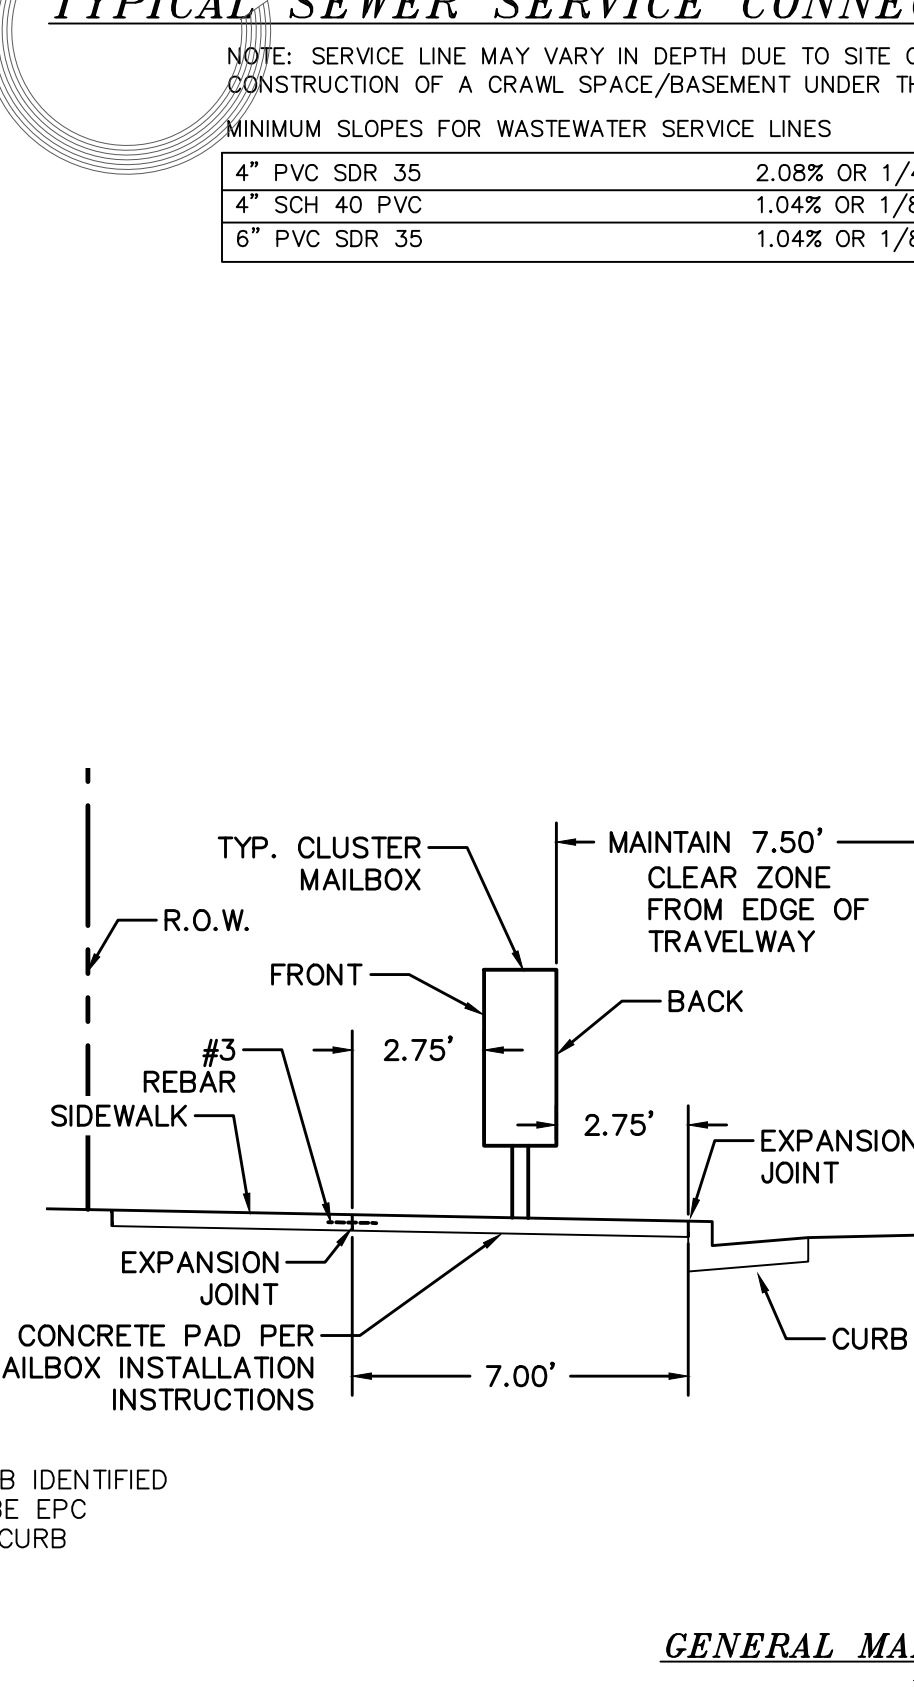 TYPICAL SEWER SERVICE
NOTE: SERVICE LINE MAY VARY IN DEPTH DUE TO SITE
CONSTRUCTION OF A CRAWL SPACE/BASEMENT UNDER
MINIMUM SLOPES FOR WASTEWATER SERVICE LINES
4" PVC SDR 35 2.08% OR 1/4
4" SCH 40 PVC 1.04% OR 1/8
6" PVC SDR 35 1.04% OR 1/8
TYP. CLUSTER
MAILBOX
MAINTAIN 7.50'
CLEAR ZONE
FROM EDGE OF
TRAVELWAY
R.O.W.
FRONT
BACK
#3
REBAR
2.75'
SIDEWALK
2.75'
EXPANSION
JOINT
EXPANSION
JOINT
CONCRETE PAD PER
AILBOX INSTALLATION
INSTRUCTIONS
CURB
7.00'
B IDENTIFIED
BE EPC
CURB
GENERAL